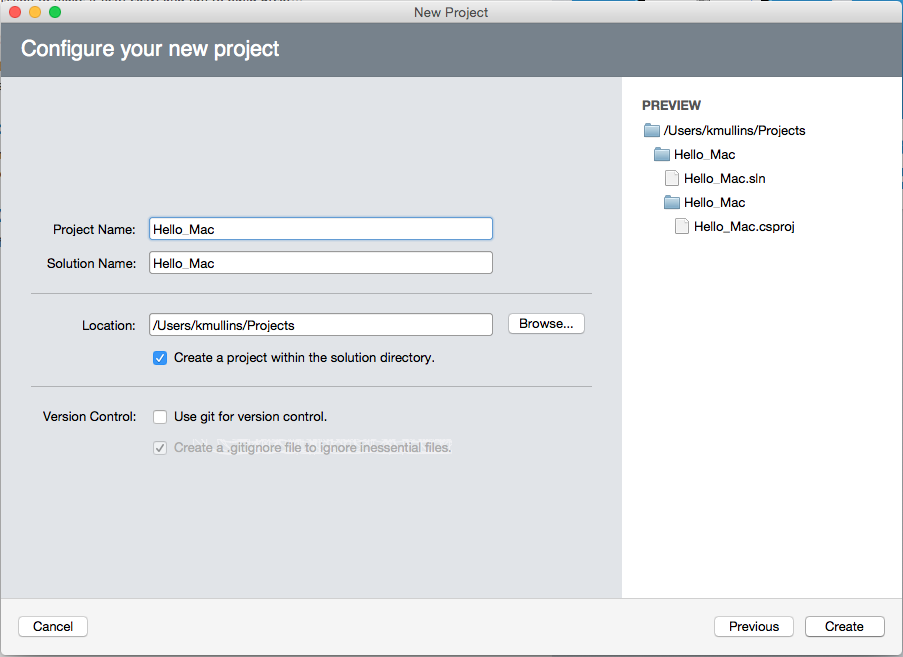 New Project
Configure your new project
Project Name: Hello_Mac
Solution Name: Hello_Mac
Location: /Users/kmullins/Projects Browse...
Create a project within the solution directory.
Version Control: Use git for version control.
Create a .gitignore file to ignore inessential files.
PREVIEW
/Users/kmullins/Projects
Hello_Mac
Hello_Mac.sln
Hello_Mac
Hello_Mac.csproj
Cancel Previous Create